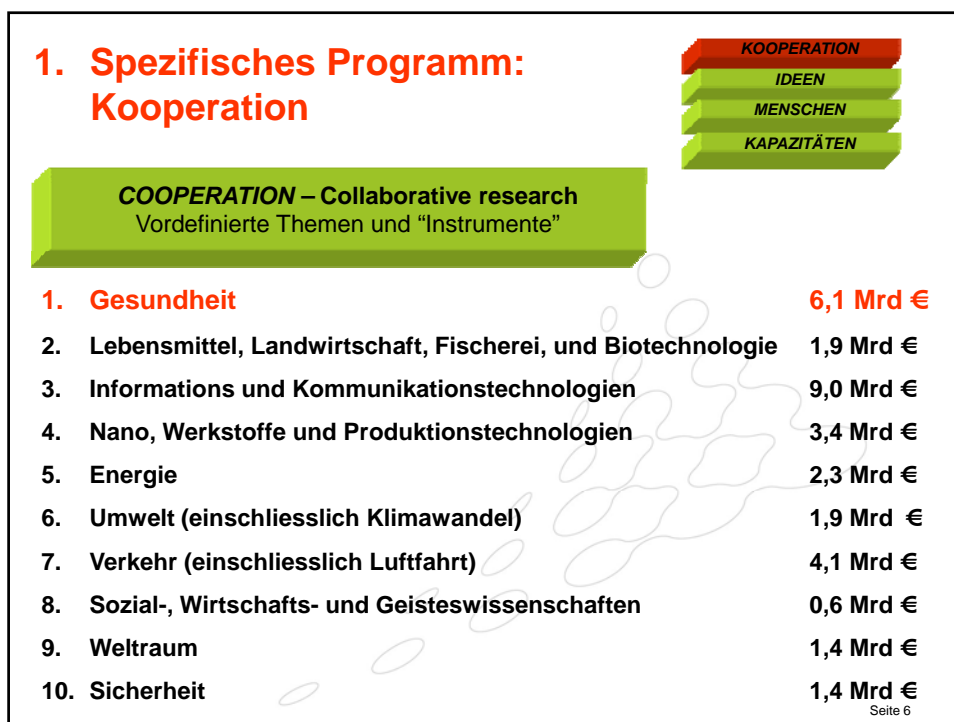 1. Spezifisches Programm:
Kooperation
KOOPERATION
IDEEN
MENSCHEN
KAPAZITÄTEN
COOPERATION – Collaborative research
Vordefinierte Themen und “Instrumente”
1. Gesundheit 6,1 Mrd €
2. Lebensmittel, Landwirtschaft, Fischerei, und Biotechnologie 1,9 Mrd €
3. Informations und Kommunikationstechnologien 9,0 Mrd €
4. Nano, Werkstoffe und Produktionstechnologien 3,4 Mrd €
5. Energie 2,3 Mrd €
6. Umwelt (einschliesslich Klimawandel) 1,9 Mrd €
7. Verkehr (einschliesslich Luftfahrt) 4,1 Mrd €
8. Sozial-, Wirtschafts- und Geisteswissenschaften 0,6 Mrd €
9. Weltraum 1,4 Mrd €
10. Sicherheit 1,4 Mrd €
Seite 6